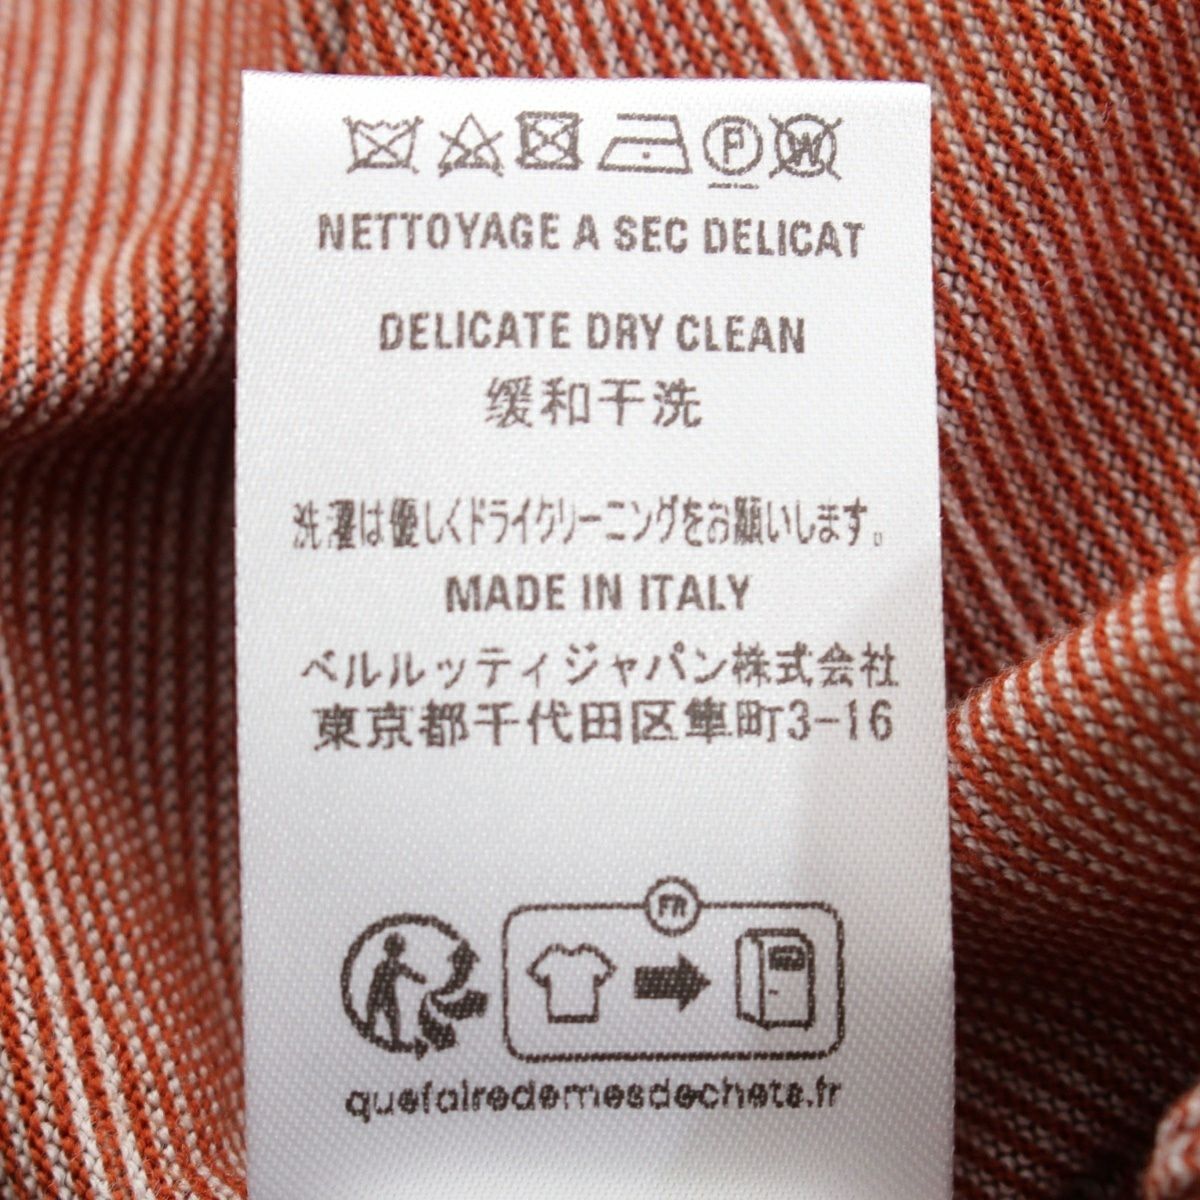 P W
NETTOYAGE A SEC DELICAT
DELICATE DRY CLEAN
缓和干洗
洗濯は優しくドライクリーニングをお願いします。
MADE IN ITALY
ベルルッティジャパン株式会社
東京都千代田区隼町3-16
FR
quefairedemesdechets.fr